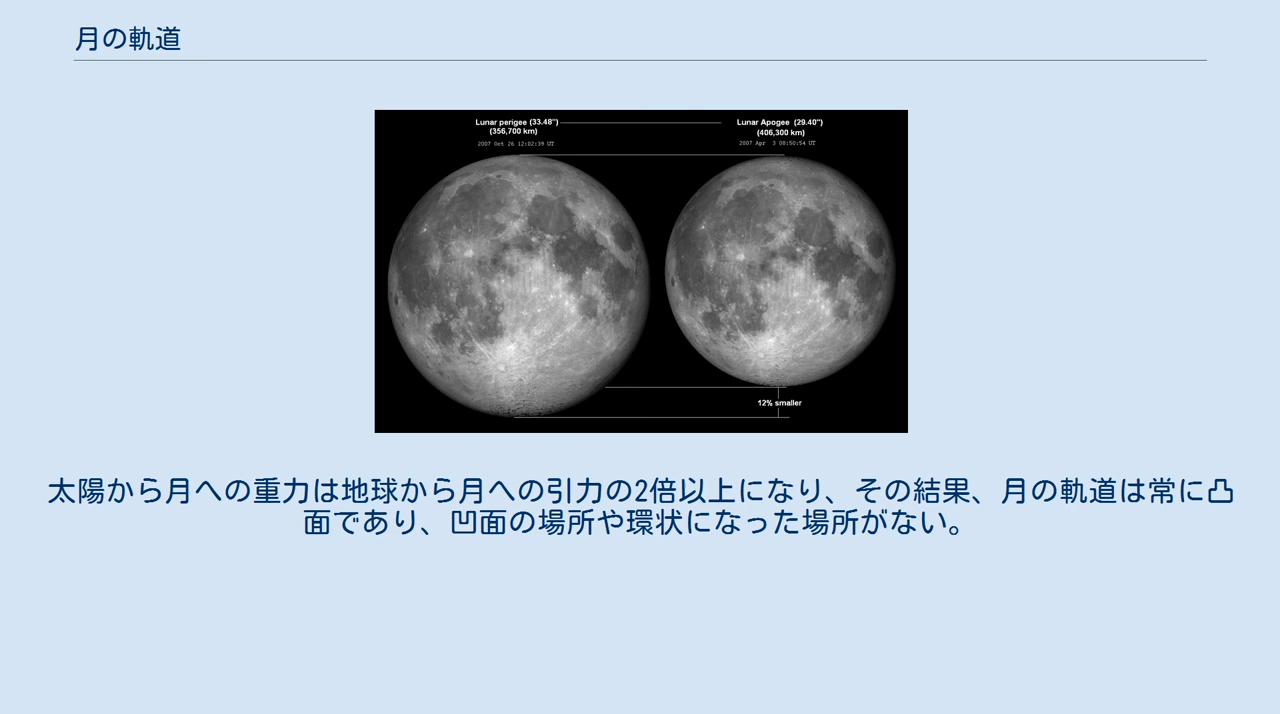 月の軌道
Lunar perigee (33.48")
(356,700 km)
2007 Oct 26 12:02:39 UT
Lunar Apogee (29.40")
(406,300 km)
2007 Apr 3 08:50:54 UT
12% smaller
太陽から月への重力は地球から月への引力の2倍以上になり、その結果、月の軌道は常に凸
面であり、凹面の場所や環状になった場所がない。